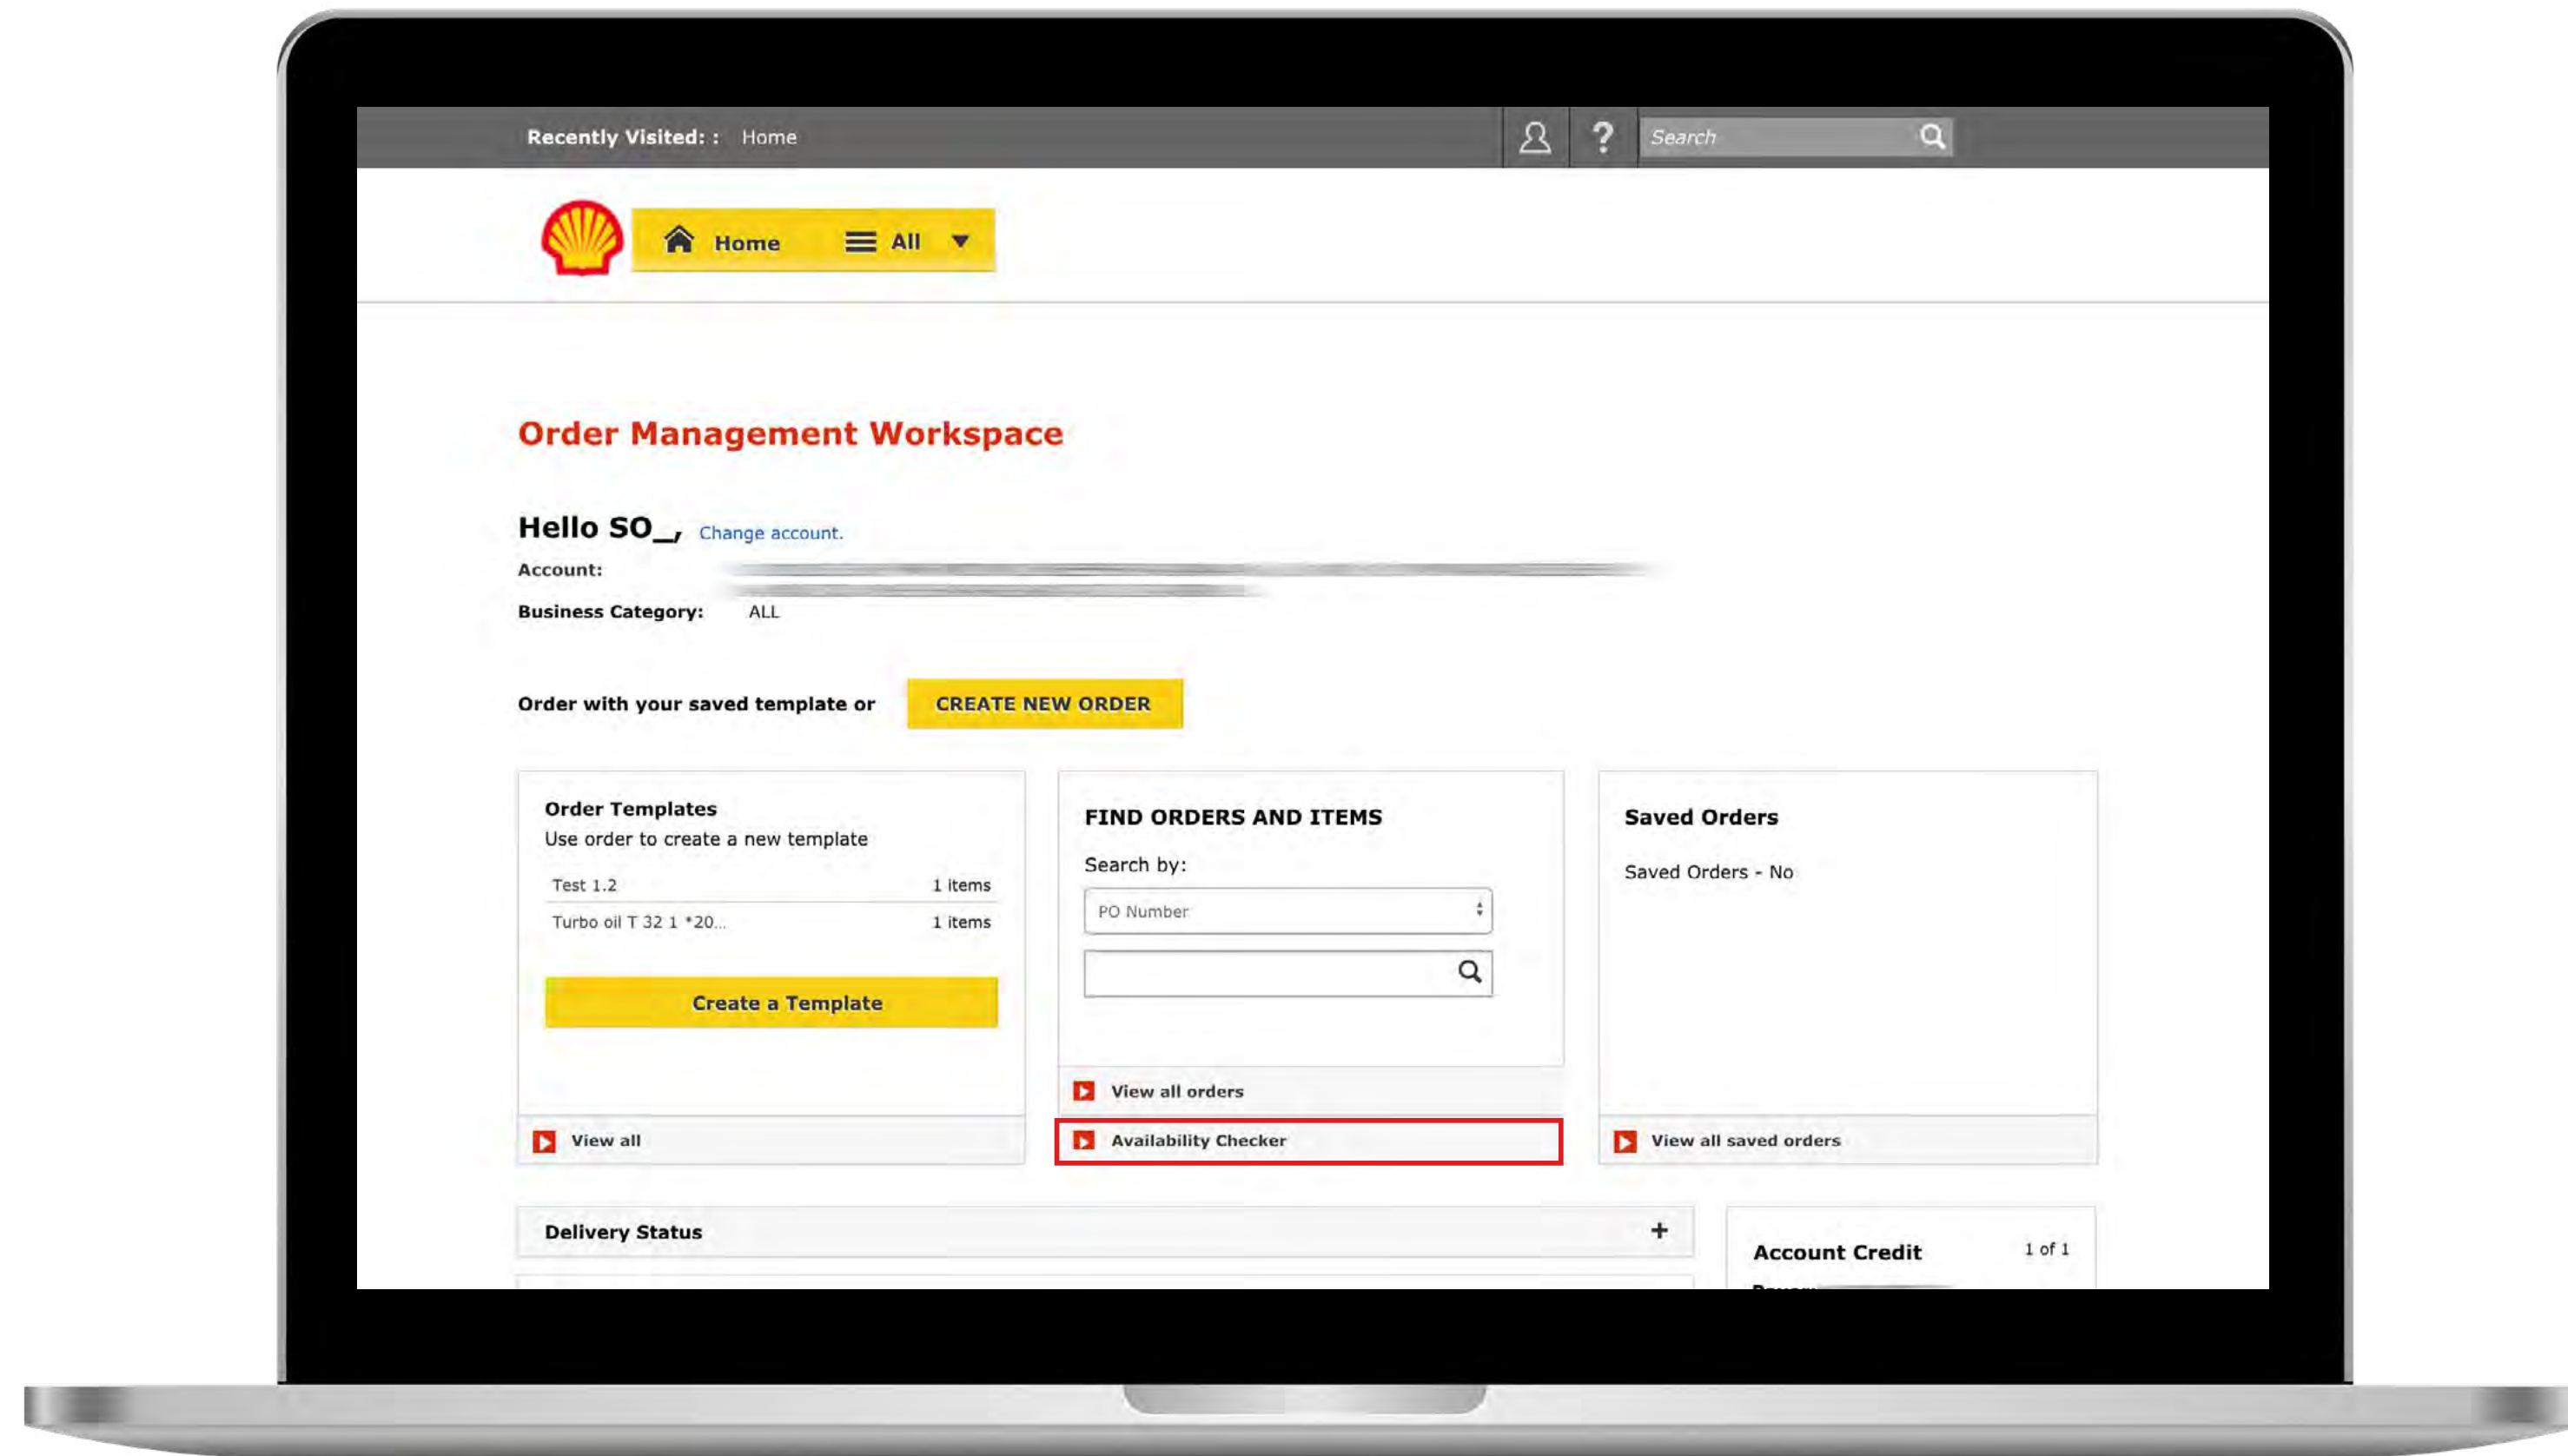 Recently Visited: : Home
? Search
Home All
Order Management Workspace
Hello SO_, Change account.
Account:
Business Category: ALL
Order with your saved template or CREATE NEW ORDER
Order Templates
Use order to create a new template
Test 1.2 1 items
Turbo oil T 32 1 *20... 1 items
Create a Template
View all
FIND ORDERS AND ITEMS
Search by:
PO Number
View all orders
Availability Checker
Saved Orders
Saved Orders - No
View all saved orders
Delivery Status +
Account Credit 1 of 1